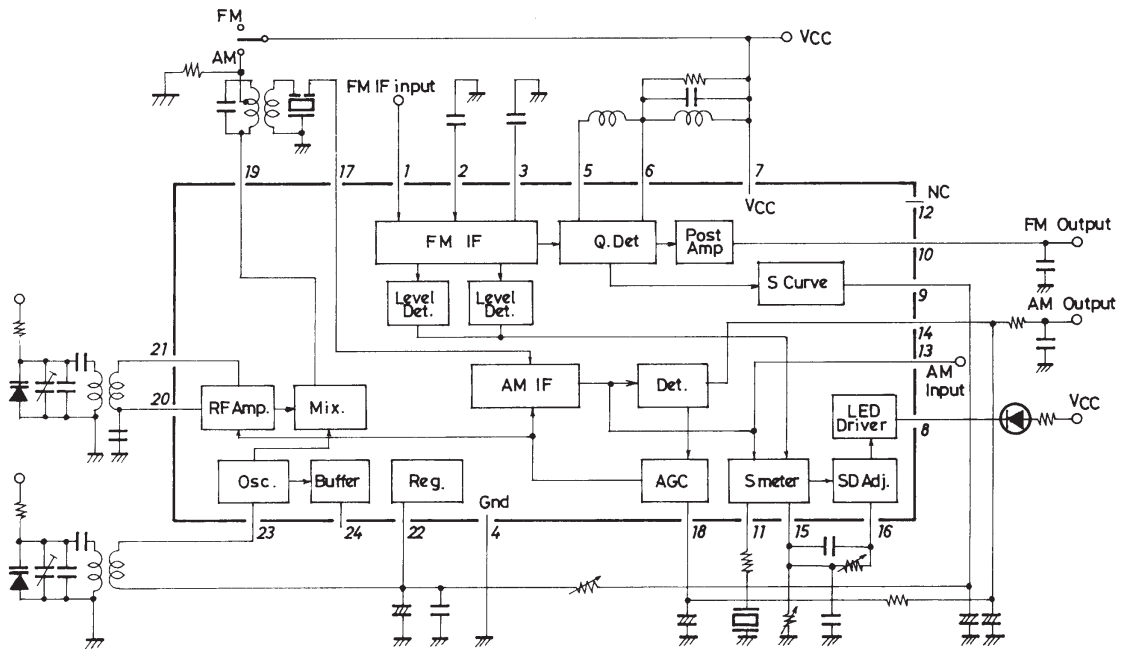 FM
VCC
AM
FM IF input
19
17
1
2
3
5
6
7
NC
12
VCC
FM IF
Q.Det
Post
Amp
FM Output
10
S Curve
9
Level
Det.
Level
Det.
AM Output
14
13
AM
Input
21
20
RF Amp.
Mix.
AM IF
Det.
LED
Driver
VCC
8
Osc.
Buffer
Reg.
Gnd
AGC
S meter
SD Adj.
23
24
22
4
18
11
15
16